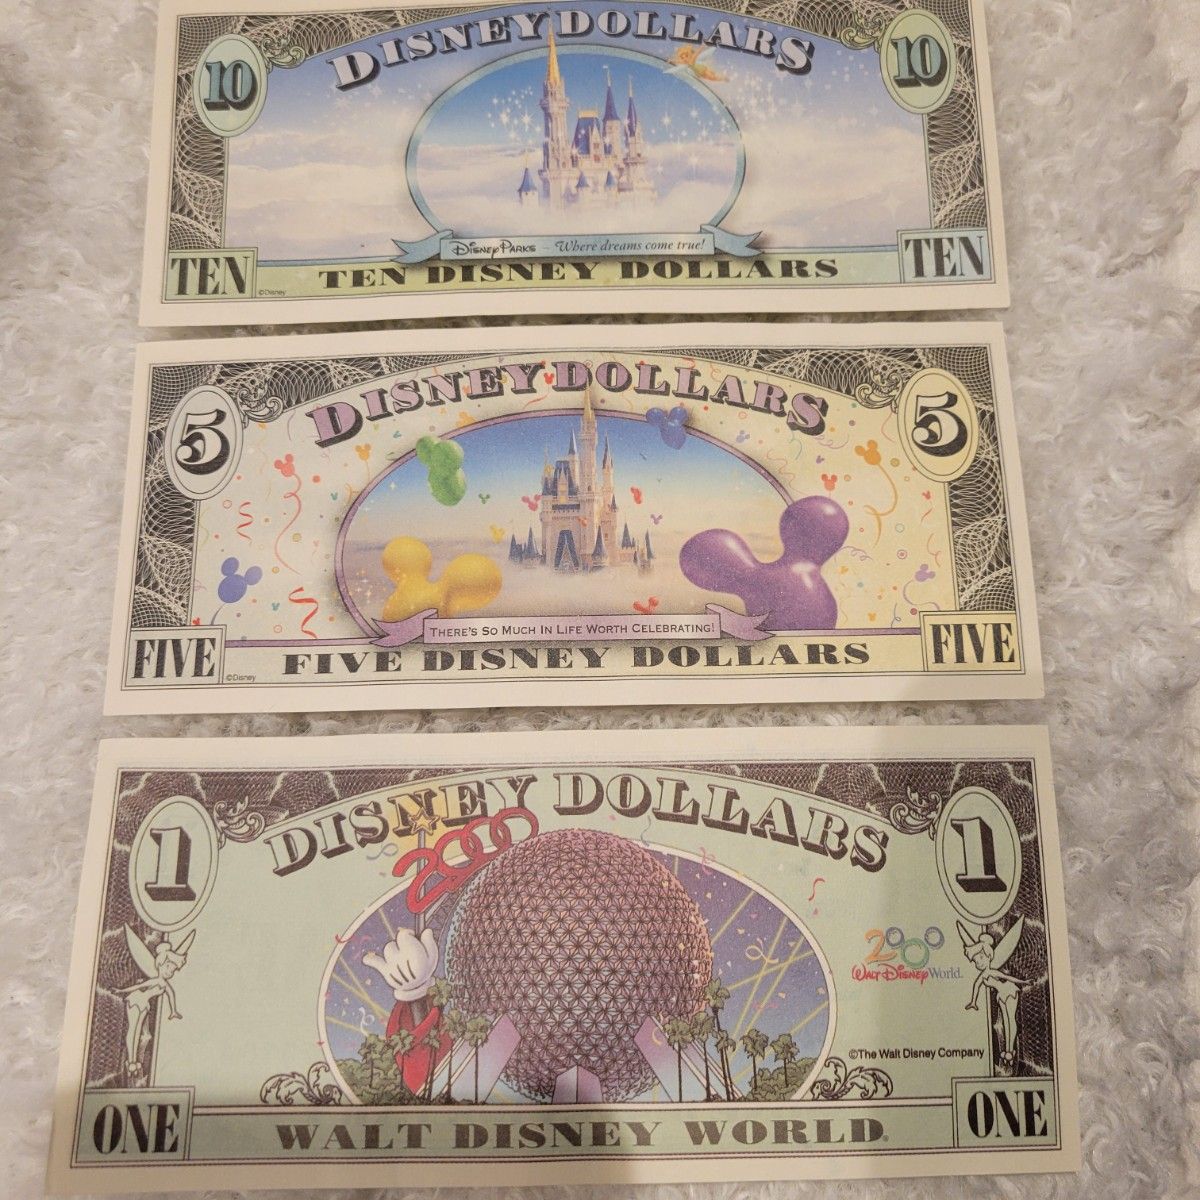 DISNEY DOLLARS
10 10
DISNEY PARKS – Where dreams come true!
TEN TEN
©Disney
TEN DISNEY DOLLARS
DISNEY DOLLARS
5 5
THERE'S SO MUCH IN LIFE WORTH CELEBRATING!
FIVE FIVE
©Disney
FIVE DISNEY DOLLARS
DISNEY DOLLARS
1 1
2000
2000
WALT DISNEY World.
©The Walt Disney Company
ONE ONE
WALT DISNEY WORLD®